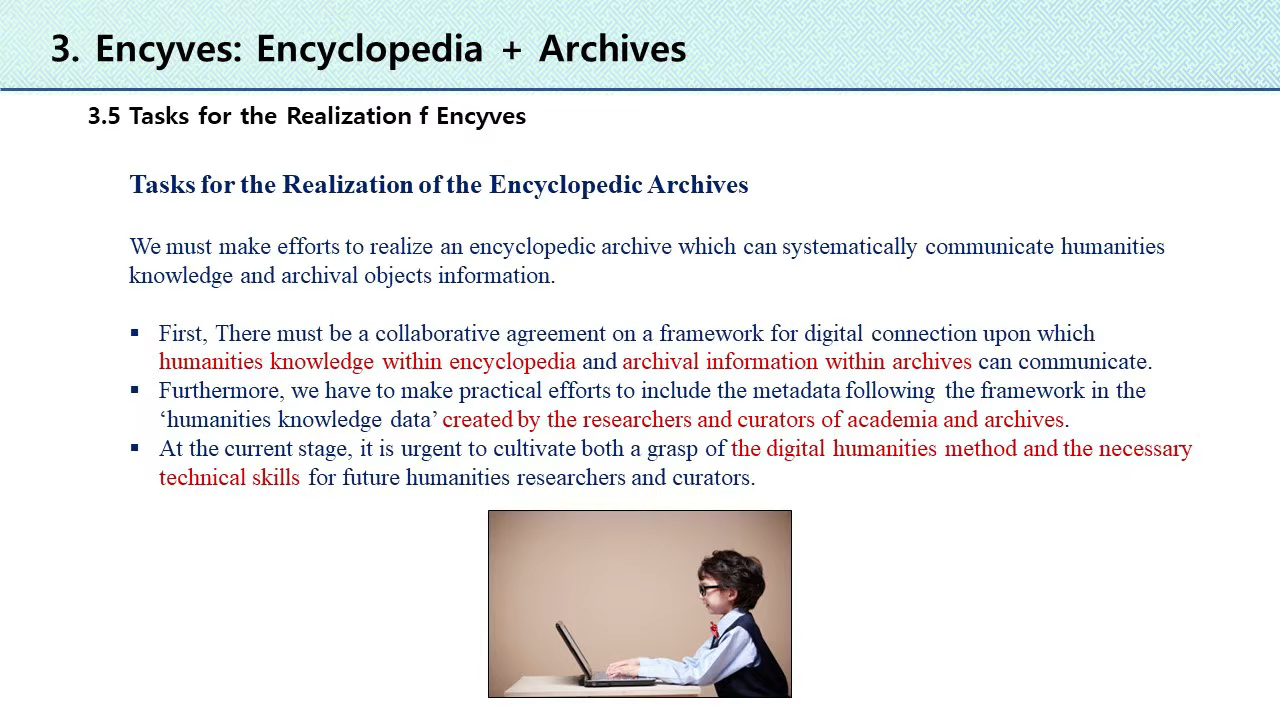 3. Encyves: Encyclopedia + Archives
3.5 Tasks for the Realization f Encyves
Tasks for the Realization of the Encyclopedic Archives
We must make efforts to realize an encyclopedic archive which can systematically communicate humanities
knowledge and archival objects information.
▪ First, There must be a collaborative agreement on a framework for digital connection upon which
humanities knowledge within encyclopedia and archival information within archives can communicate.
▪ Furthermore, we have to make practical efforts to include the metadata following the framework in the
‘humanities knowledge data’ created by the researchers and curators of academia and archives.
▪ At the current stage, it is urgent to cultivate both a grasp of the digital humanities method and the necessary
technical skills for future humanities researchers and curators.